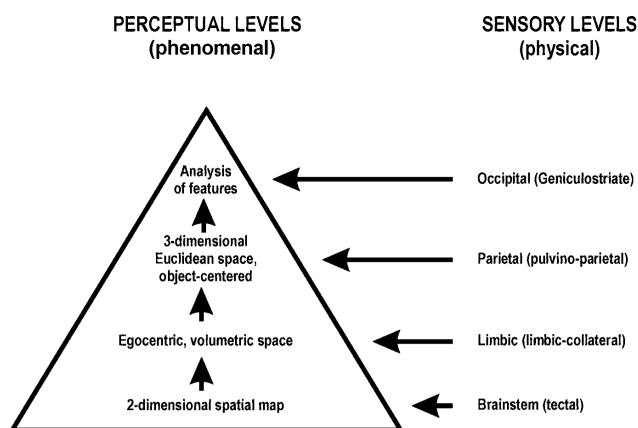 PERCEPTUAL LEVELS
(phenomenal)
SENSORY LEVELS
(physical)
Analysis
of features
Occipital (Geniculostriate)
3-dimensional
Euclidean space,
object-centered
Parietal (pulvino-parietal)
Egocentric, volumetric space
Limbic (limbic-collateral)
2-dimensional spatial map
Brainstem (tectal)